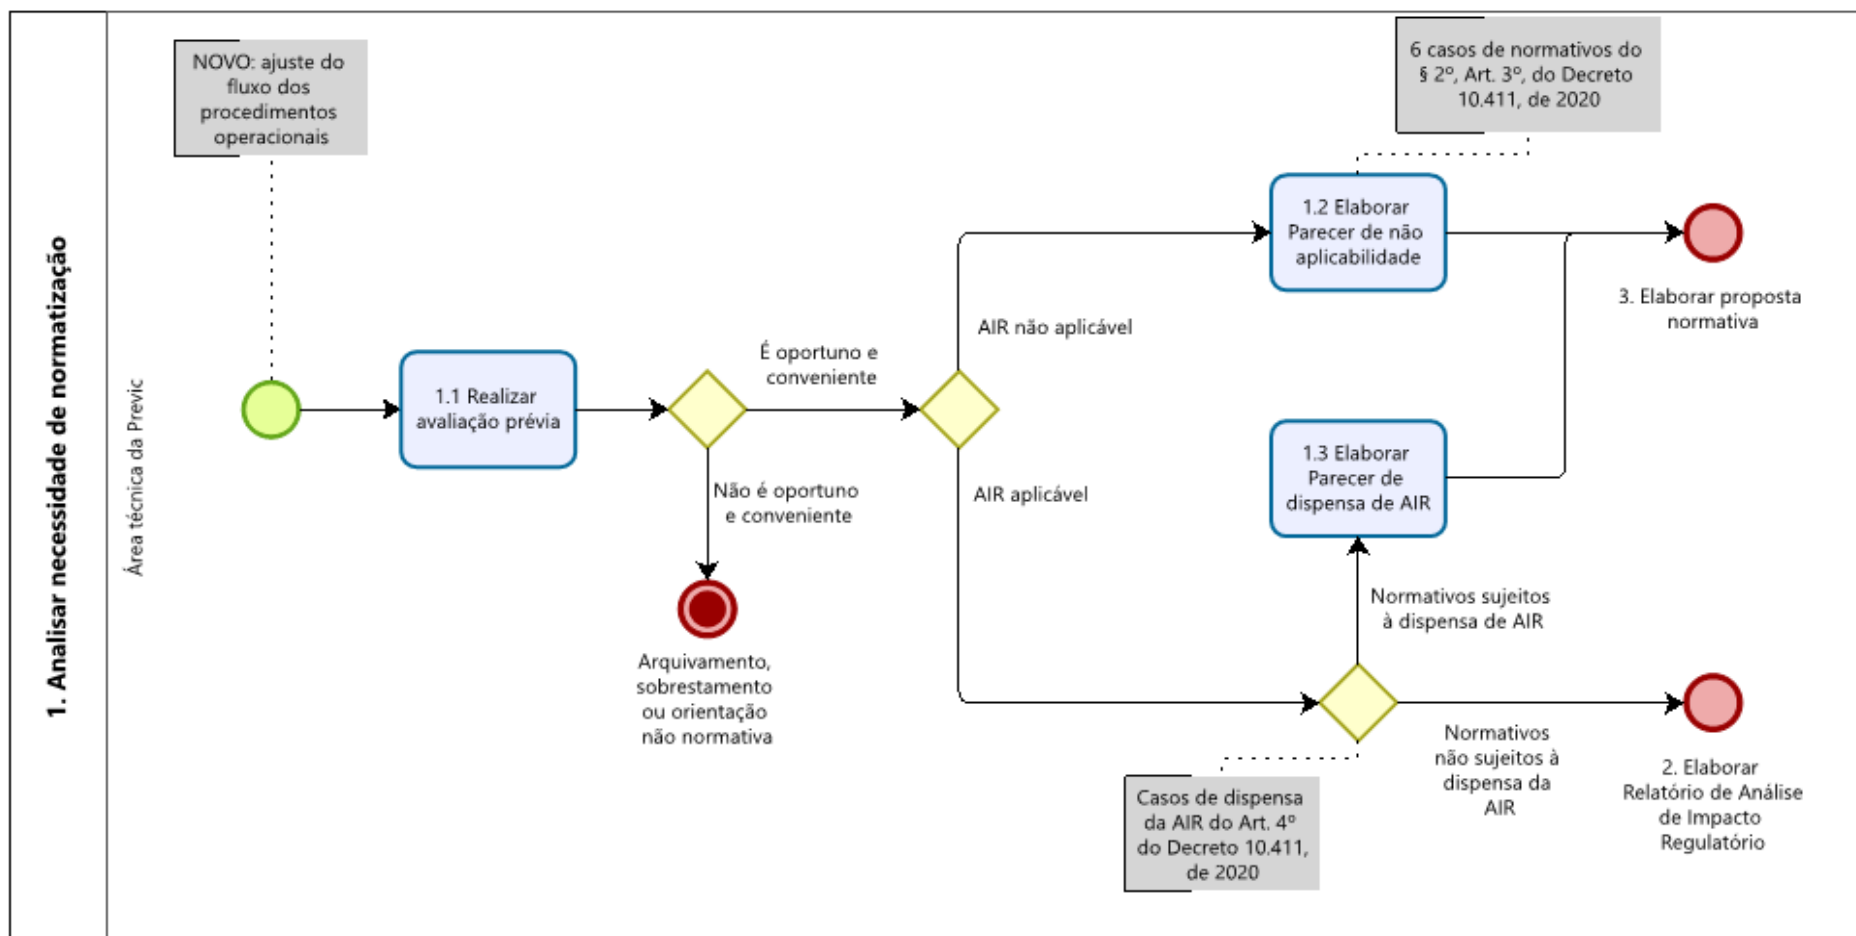 1. Analisar necessidade de normatização
Área técnica da Previc
NOVO: ajuste do
fluxo dos
procedimentos
operacionais
1.1 Realizar
avaliação prévia
É oportuno e
conveniente
Não é oportuno
e conveniente
Arquivamento,
sobrestamento
ou orientação
não normativa
AIR não aplicável
AIR aplicável
6 casos de normativos do
§ 2º, Art. 3º, do Decreto
10.411, de 2020
1.2 Elaborar
Parecer de não
aplicabilidade
3. Elaborar proposta
normativa
1.3 Elaborar
Parecer de
dispensa de AIR
Normativos sujeitos
à dispensa de AIR
Normativos
não sujeitos à
dispensa da
AIR
Casos de dispensa
da AIR do Art. 4º
do Decreto 10.411,
de 2020
2. Elaborar
Relatório de Análise
de Impacto
Regulatório